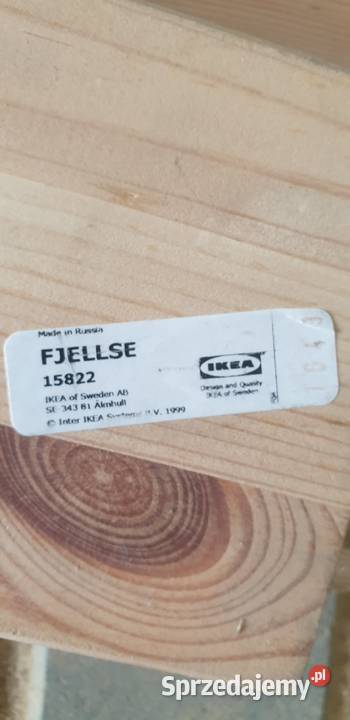 Made in Russia
FJELLSE
15822
IKEA of Sweden AB
SE 343 81 Älmhult
© Inter IKEA Systems B.V. 1999
IKEA
Design and Quality
IKEA of Sweden
Sprzedajemy.pl